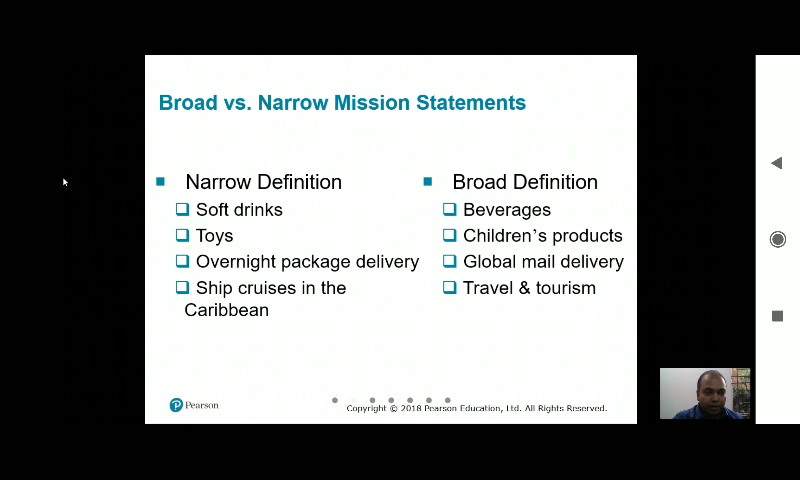 Broad vs. Narrow Mission Statements
Narrow Definition
Soft drinks
Toys
Overnight package delivery
Ship cruises in the
Caribbean
Broad Definition
Beverages
Children's products
Global mail delivery
Travel & tourism
Pearson
Copyright © 2018 Pearson Education, Ltd. All Rights Reserved.